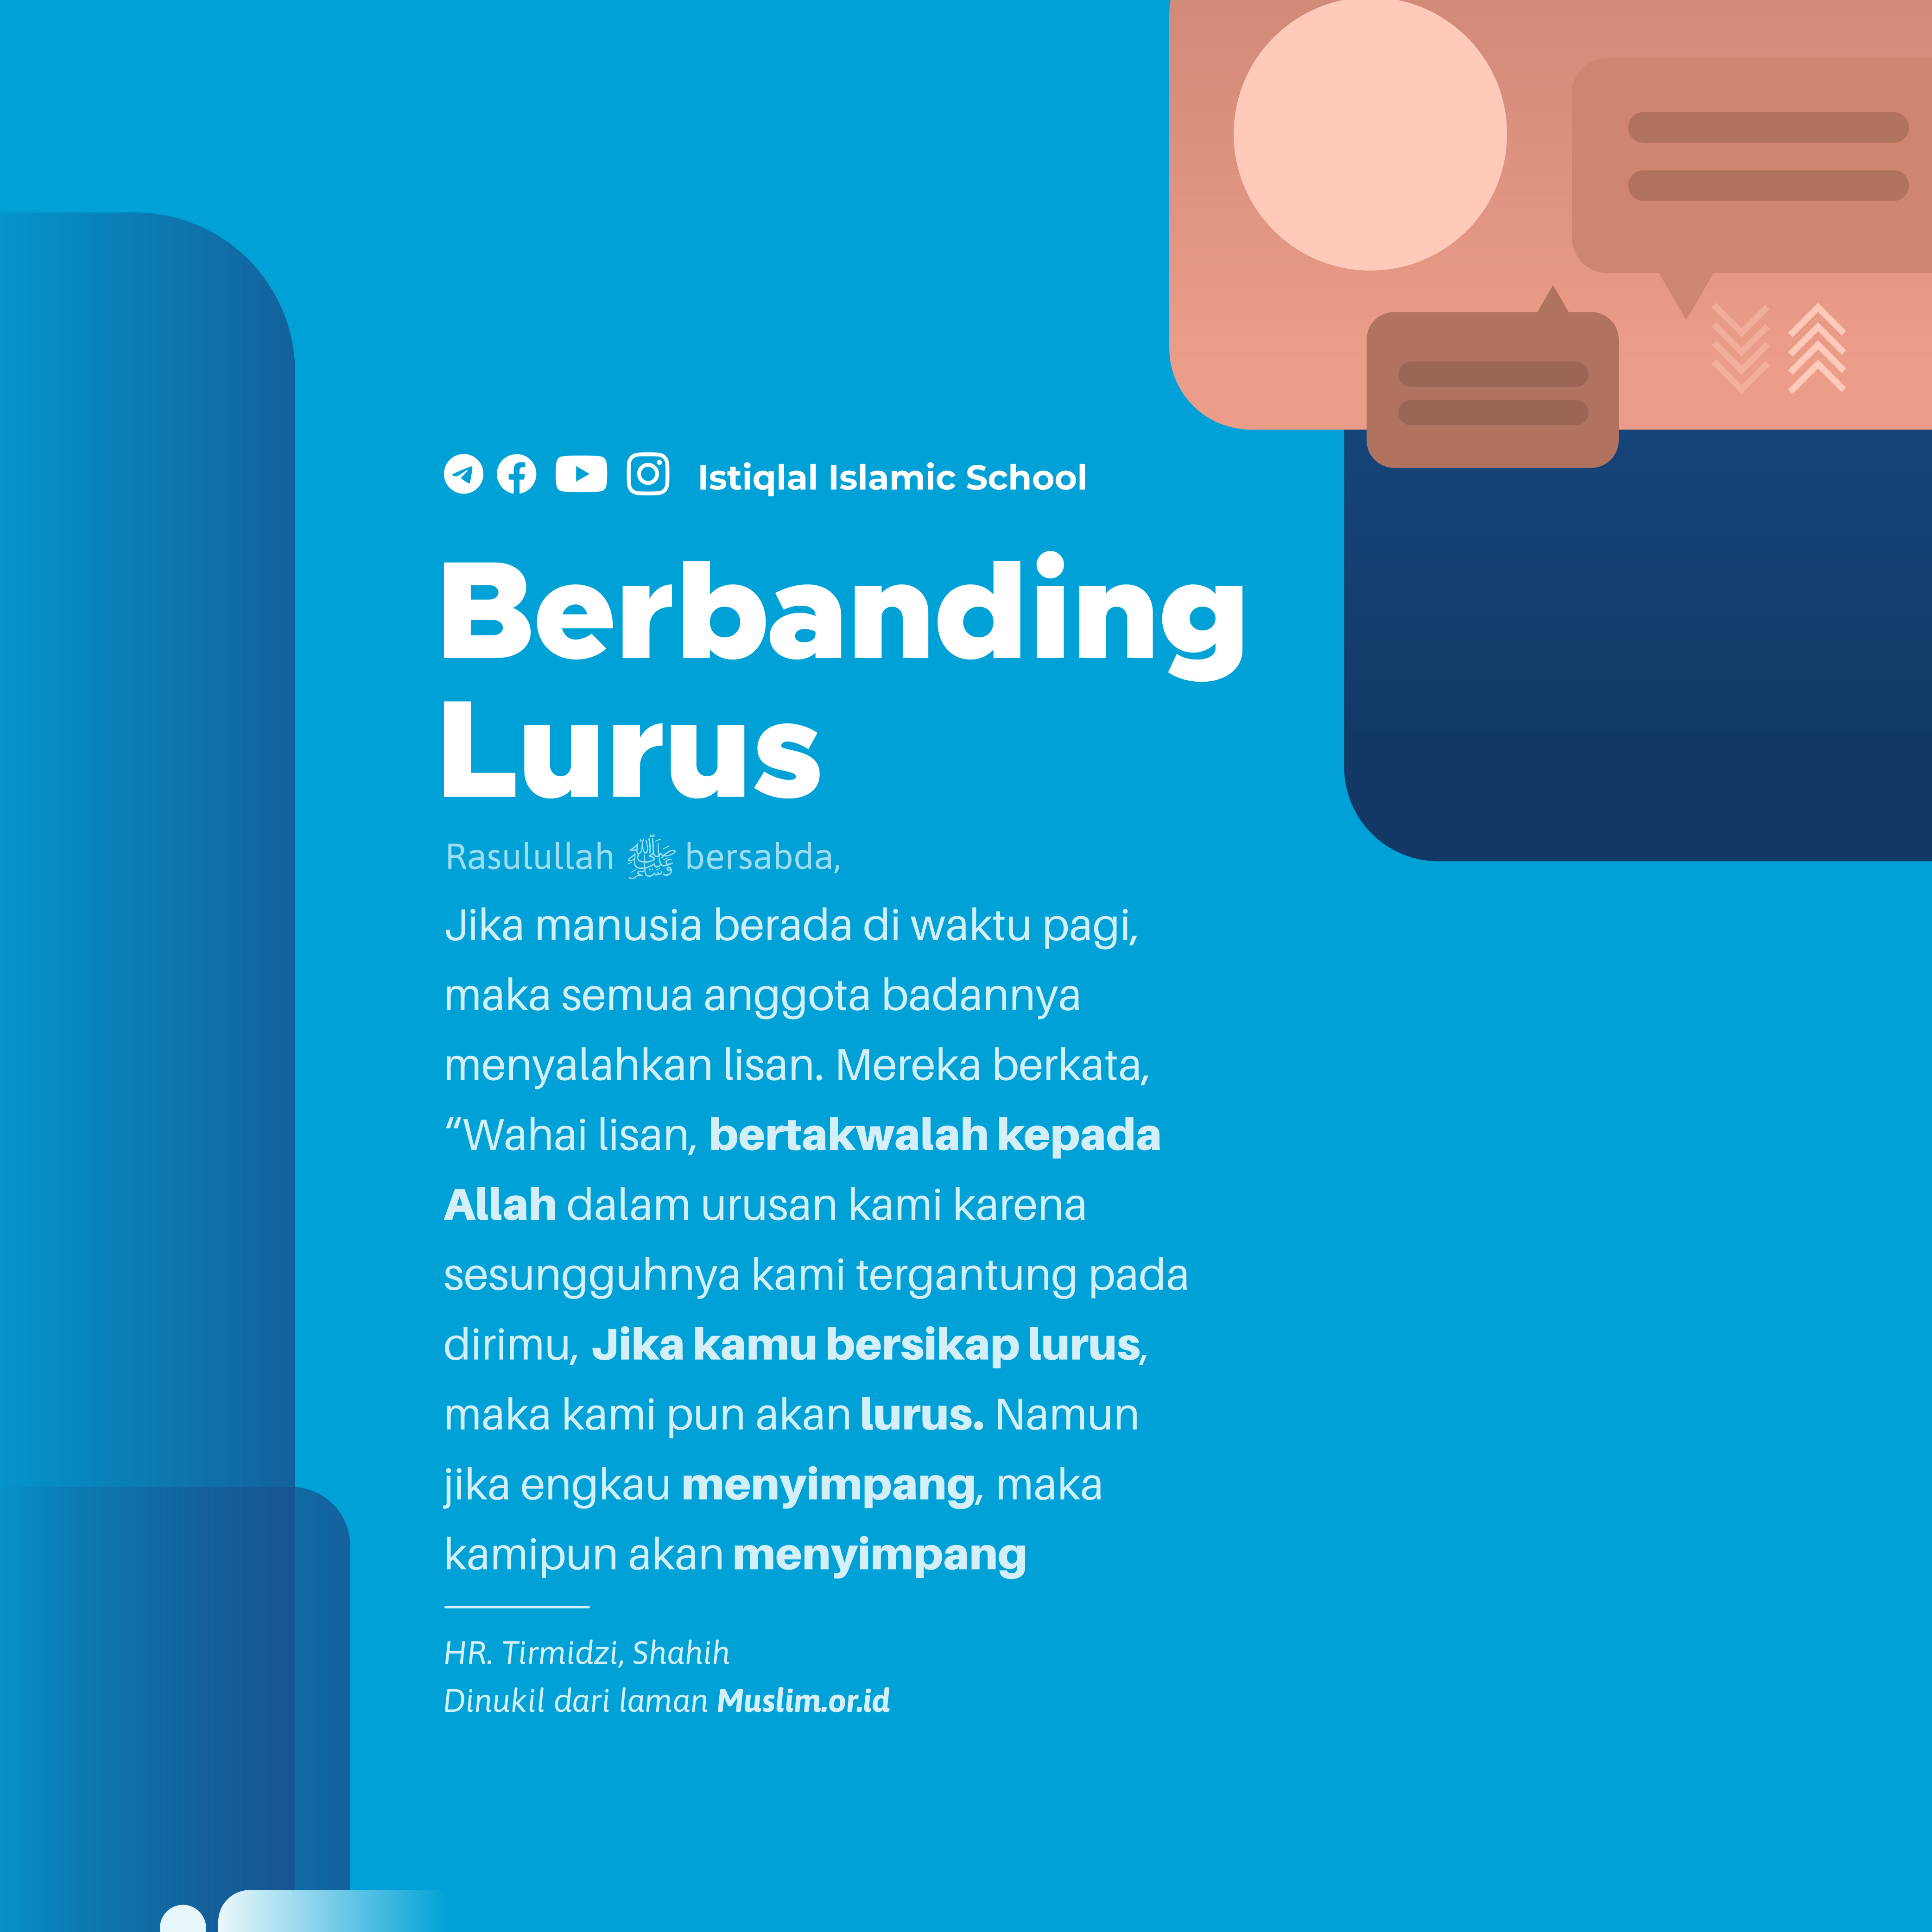 Istiqlal Islamic School
Berbanding
Lurus
Rasulullah ﷺ bersabda,
Jika manusia berada di waktu pagi,
maka semua anggota badannya
menyalahkan lisan. Mereka berkata,
“Wahai lisan, bertakwalah kepada
Allah dalam urusan kami karena
sesungguhnya kami tergantung pada
dirimu, Jika kamu bersikap lurus,
maka kami pun akan lurus. Namun
jika engkau menyimpang, maka
kamipun akan menyimpang
HR. Tirmidzi, Shahih
Dinukil dari laman Muslim.or.id